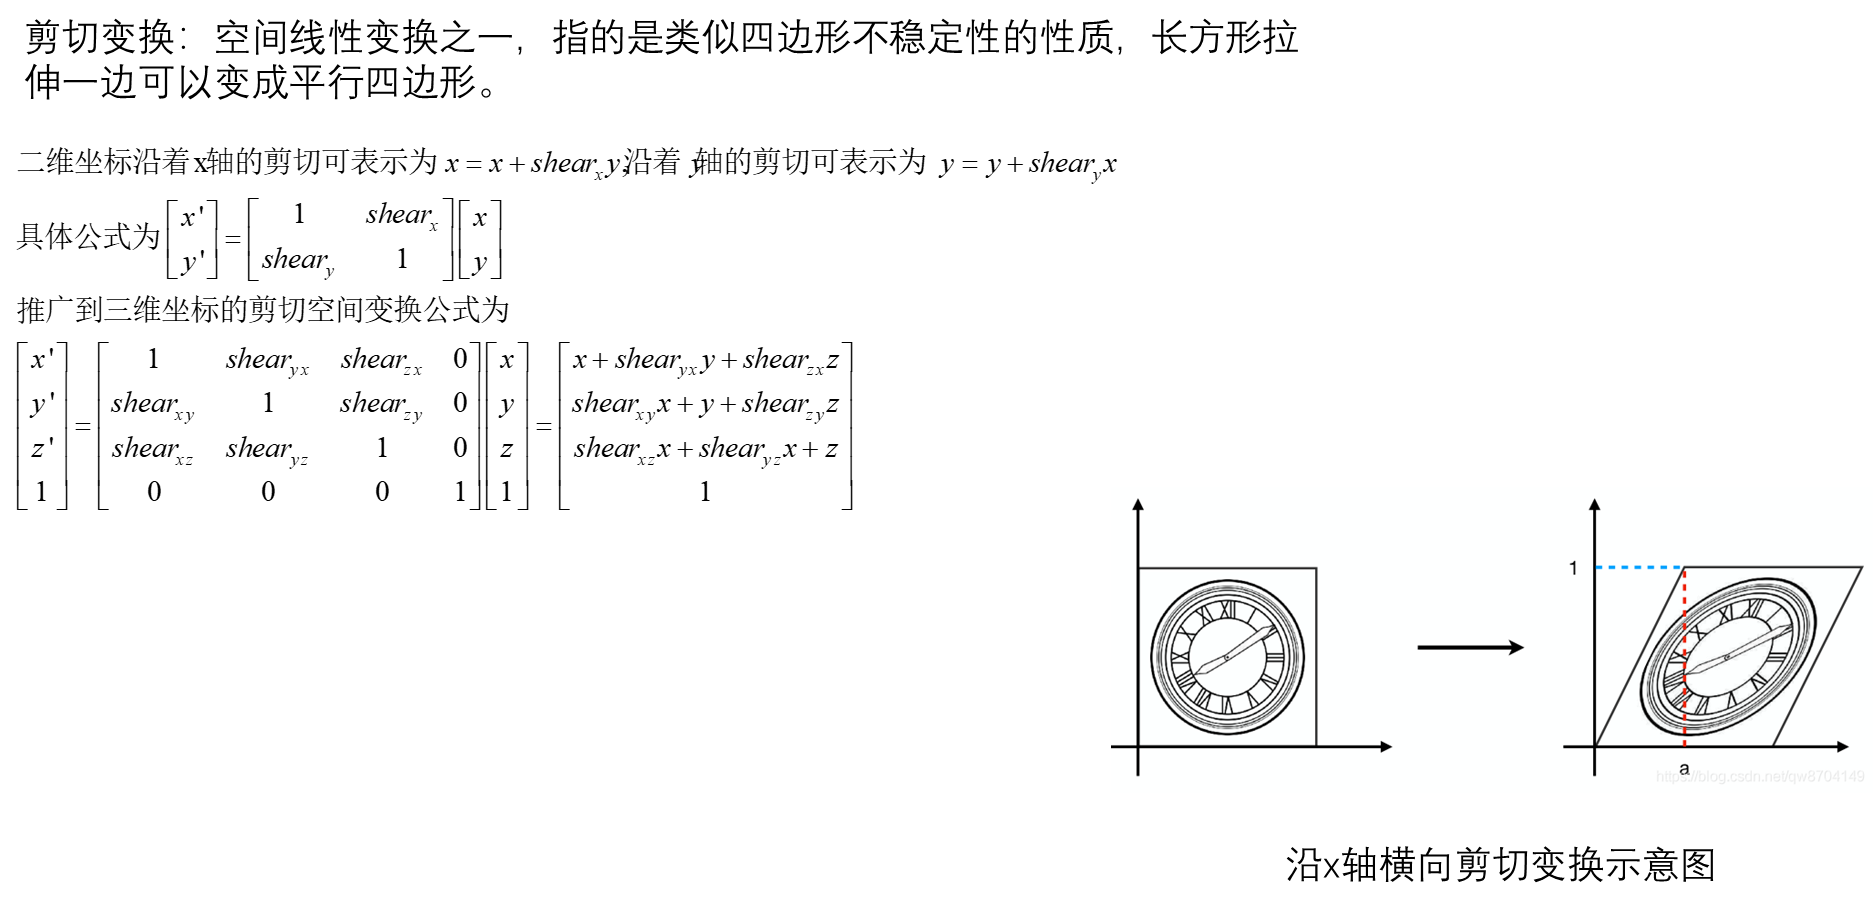 剪切变换：空间线性变换之一，指的是类似四边形不稳定性的性质，长方形拉
伸一边可以变成平行四边形。
二维坐标沿着x轴的剪切可表示为 x = x + shear_x y，沿着 y轴的剪切可表示为 y = y + shear_y x
具体公式为 [x' y'] = [1 shear_x; shear_y 1] [x y]
推广到三维坐标的剪切空间变换公式为
x' 1 shear_yx shear_zx 0 x x + shear_yx y + shear_zx z
y' = shear_xy 1 shear_zy 0 y = shear_xy x + y + shear_zy z
z' shear_xz shear_yz 1 0 z shear_xz x + shear_yz x + z
1 0 0 0 1 1 1
1
a
https://blog.csdn.net/qw8704149
沿x轴横向剪切变换示意图